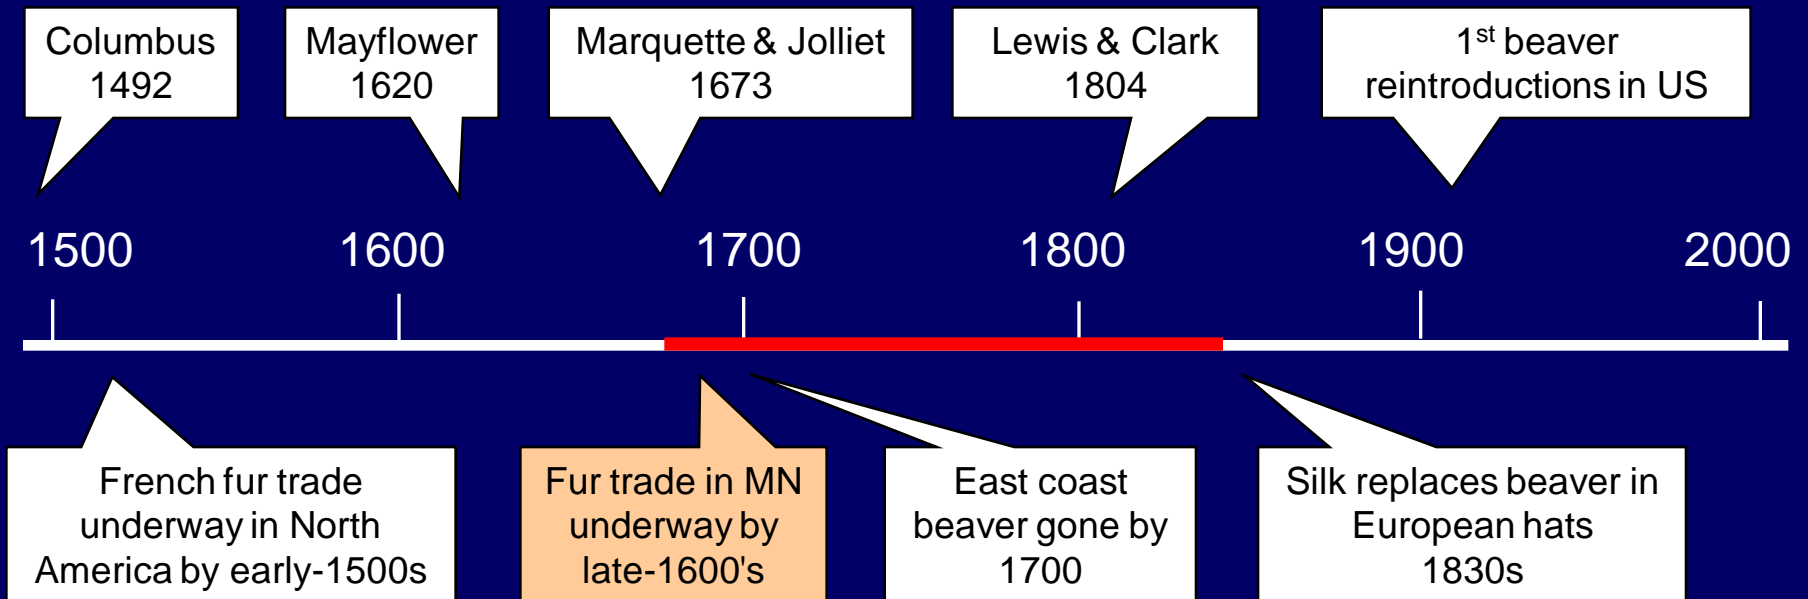 Columbus
1492
Mayflower
1620
Marquette & Jolliet
1673
Lewis & Clark
1804
1st beaver
reintroductions in US
1500 1600 1700 1800 1900 2000
French fur trade
underway in North
America by early-1500s
Fur trade in MN
underway by
late-1600's
East coast
beaver gone by
1700
Silk replaces beaver in
European hats
1830s